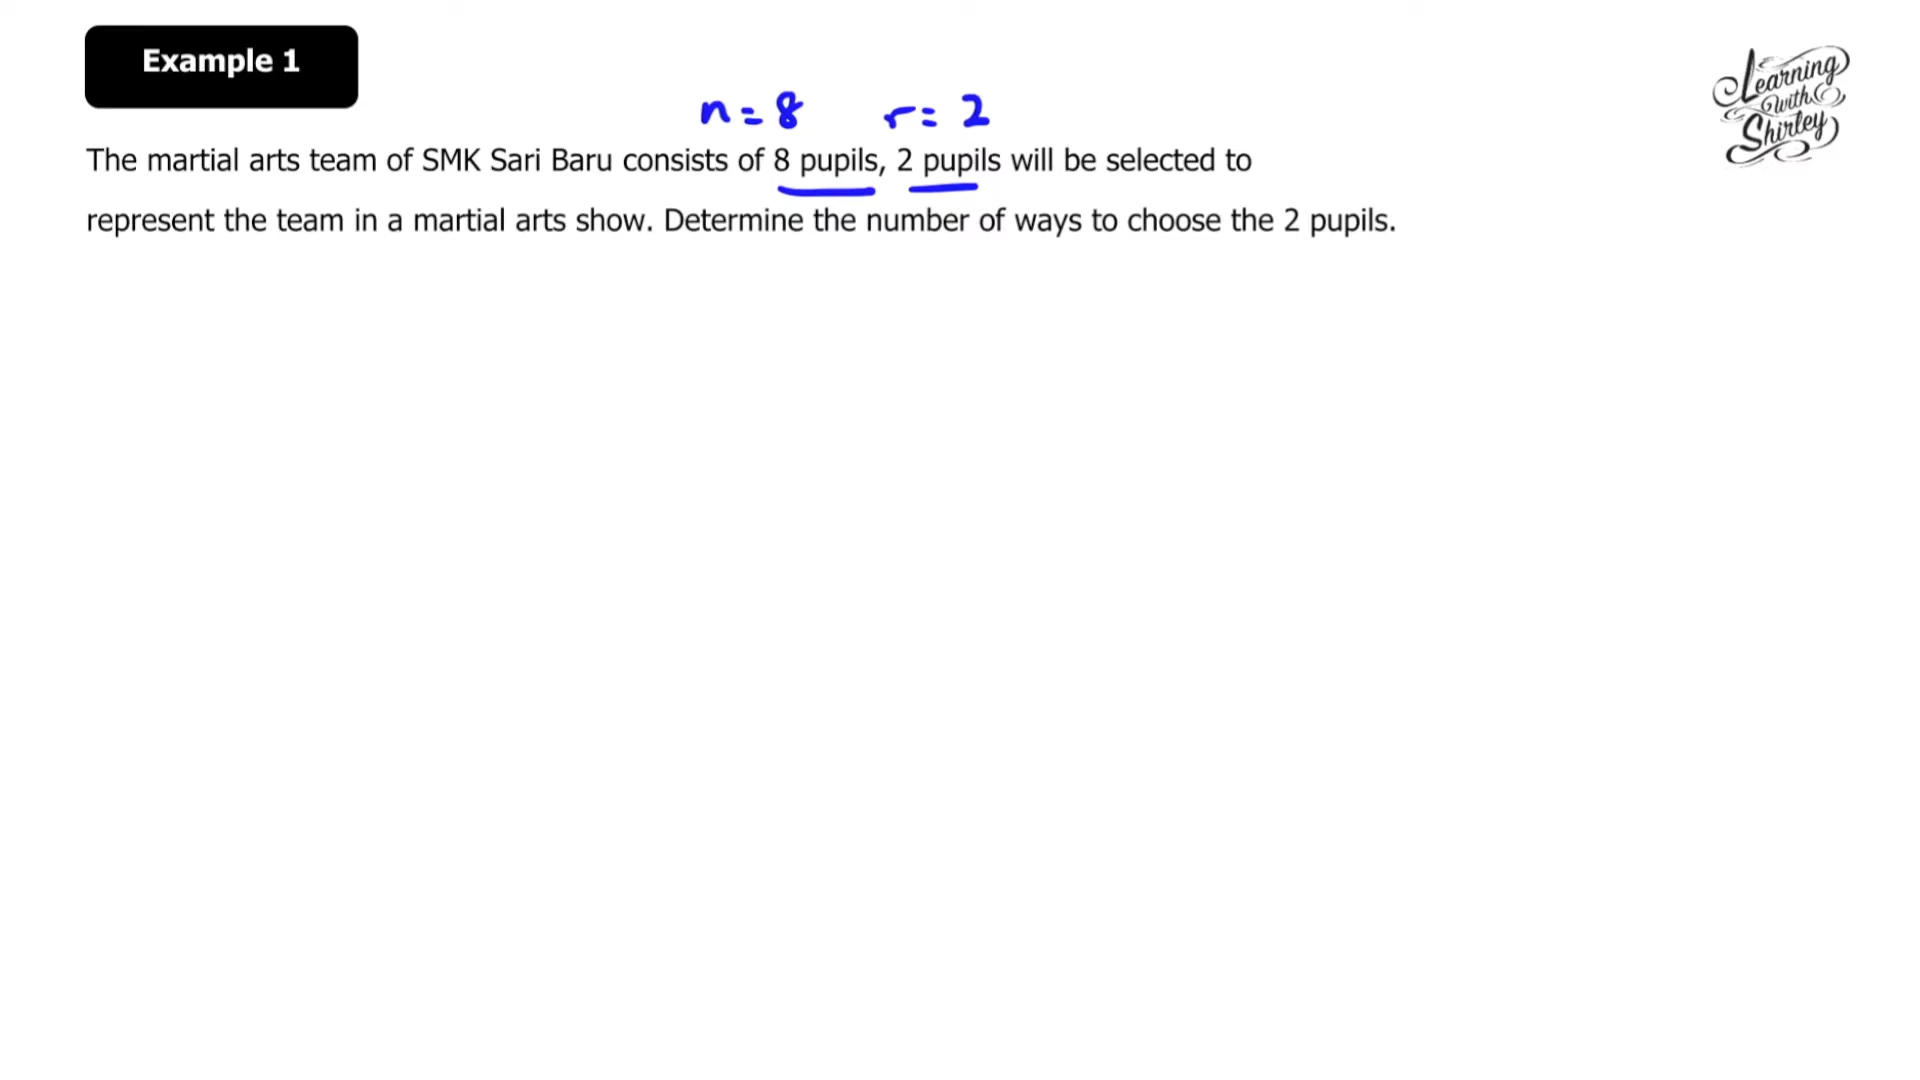 Example 1
Learning
with
Shirley
n = 8 r = 2
The martial arts team of SMK Sari Baru consists of 8 pupils, 2 pupils will be selected to
represent the team in a martial arts show. Determine the number of ways to choose the 2 pupils.